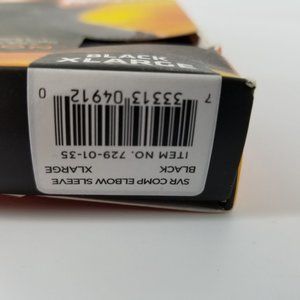 BLACK
XLARGE
SVR COMP ELBOW SLEEVE
BLACK XLARGE
ITEM NO. 729-01-35
7 33313 04912 0